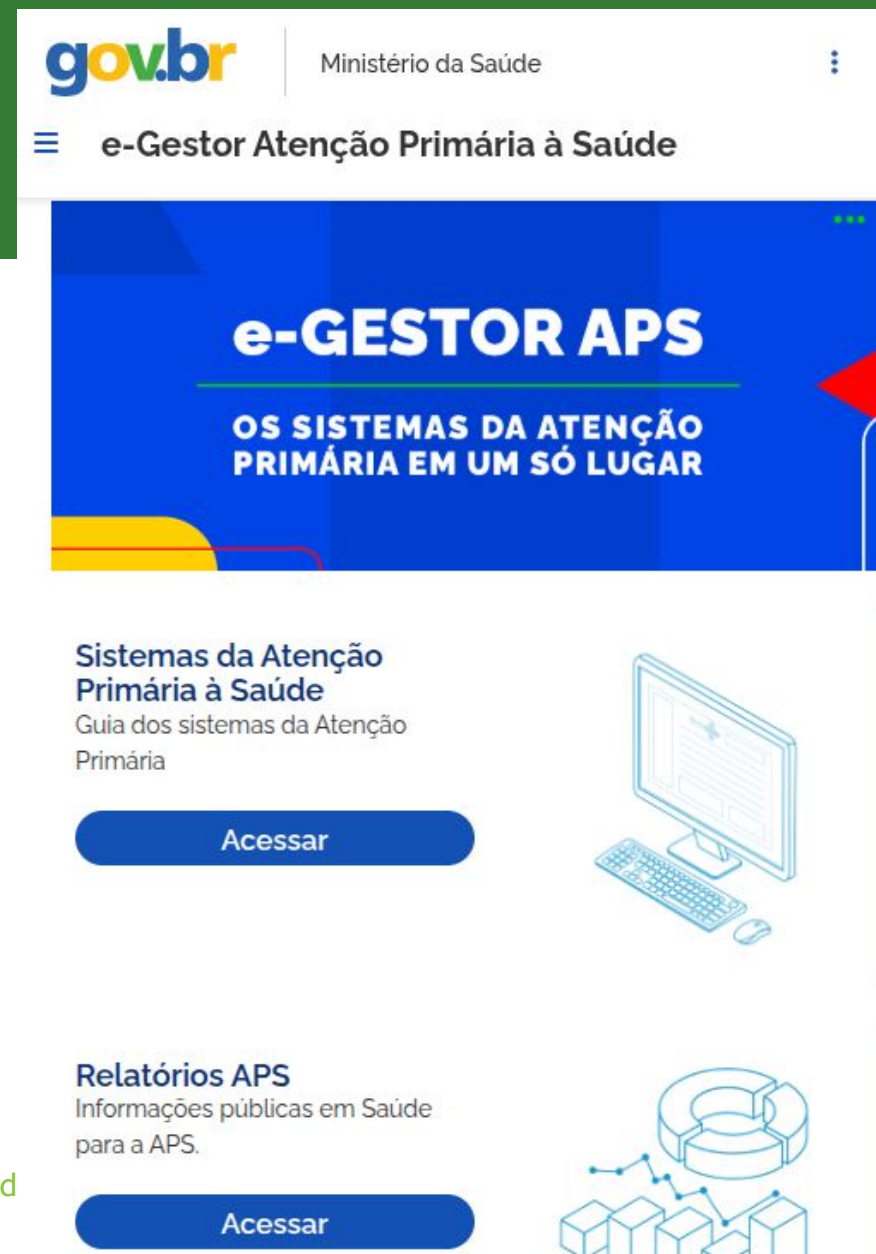 gov.br
Ministério da Saúde
e-Gestor Atenção Primária à Saúde
e-GESTOR APS
OS SISTEMAS DA ATENÇÃO
PRIMÁRIA EM UM SÓ LUGAR
Sistemas da Atenção
Primária à Saúde
Guia dos sistemas da Atenção
Primária
Acessar
Relatórios APS
Informações públicas em Saúde
para a APS.
d
Acessar